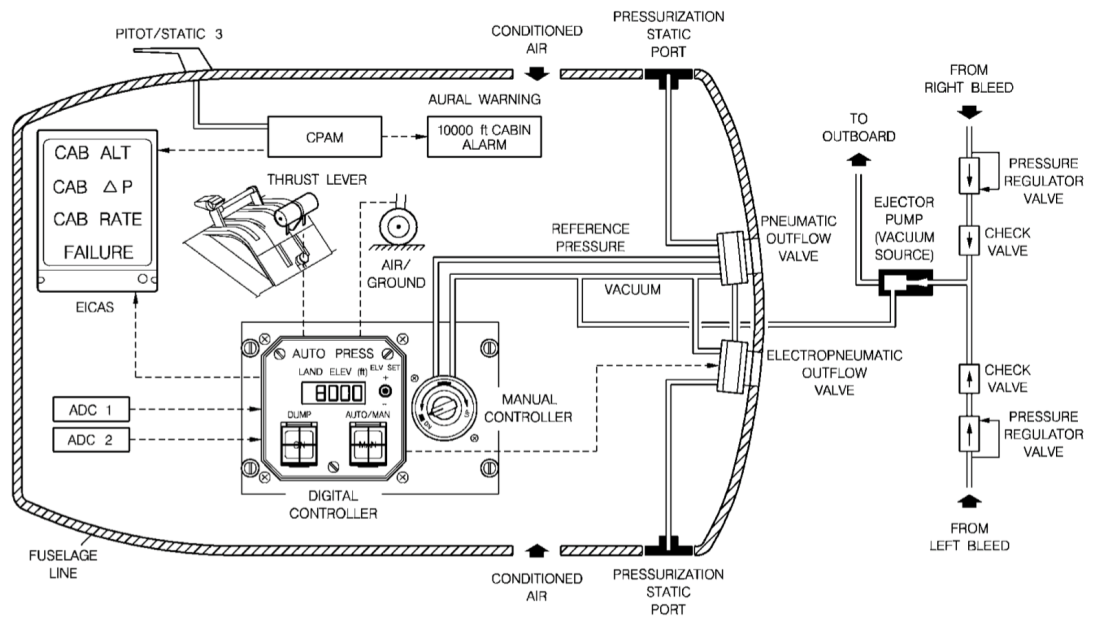 PITOT/STATIC 3
CONDITIONED
AIR
PRESSURIZATION
STATIC
PORT
FROM
RIGHT BLEED
AURAL WARNING
CPAM
10000 ft CABIN
ALARM
TO
OUTBOARD
PRESSURE
REGULATOR
VALVE
CAB ALT
CAB △ P
CAB RATE
FAILURE
EICAS
THRUST LEVER
AIR/
GROUND
REFERENCE
PRESSURE
VACUUM
PNEUMATIC
OUTFLOW
VALVE
EJECTOR
PUMP
(VACUUM
SOURCE)
CHECK
VALVE
AUTO PRESS
LAND ELEV (ft)
ELV SET
+
-
8000
DUMP
AUTO/MAN
ON
MAN
MANUAL
CONTROLLER
ELECTROPNEUMATIC
OUTFLOW
VALVE
CHECK
VALVE
ADC 1
ADC 2
PRESSURE
REGULATOR
VALVE
DIGITAL
CONTROLLER
FROM
LEFT BLEED
FUSELAGE
LINE
CONDITIONED
AIR
PRESSURIZATION
STATIC
PORT